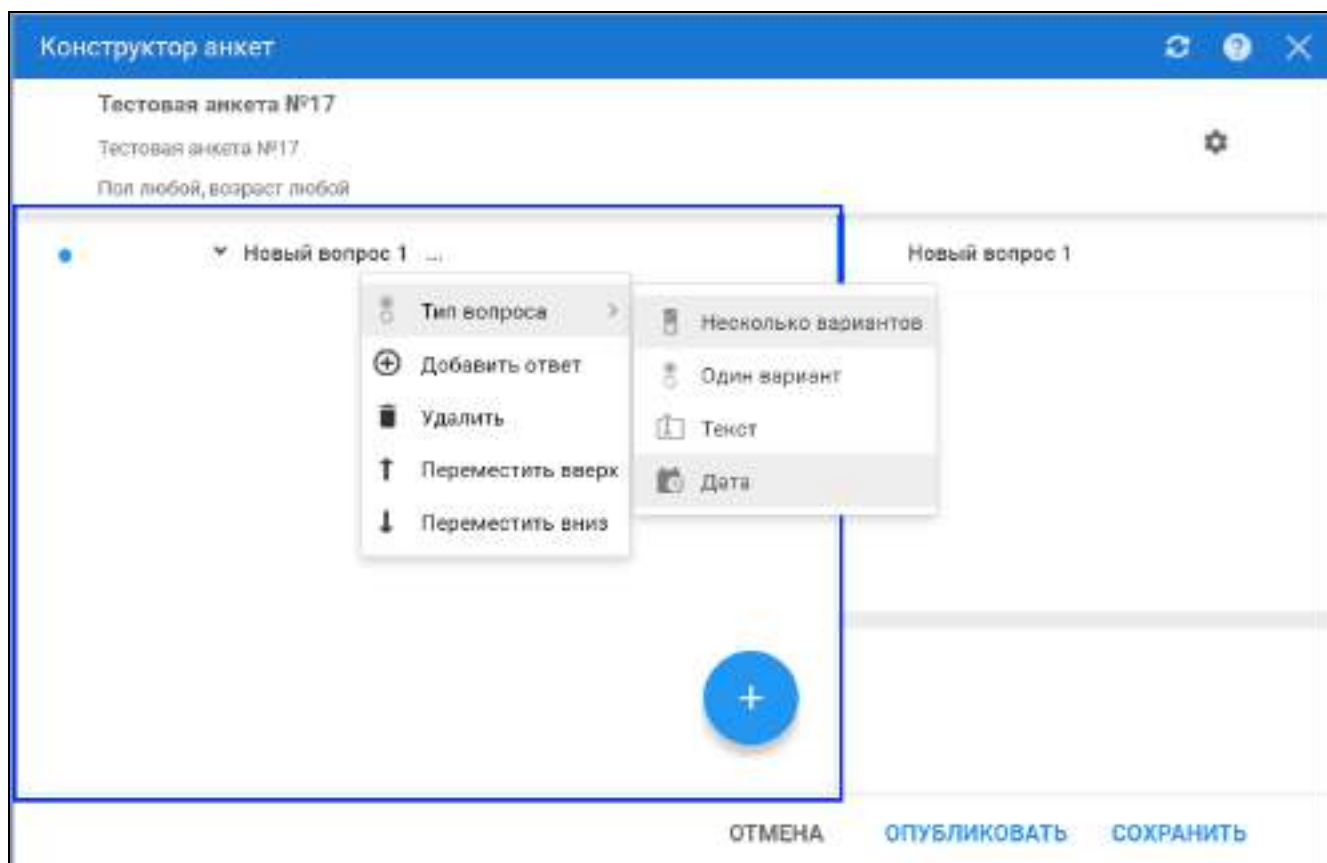 Конструктор анкет
Тестовая анкета №17
Тестовая анкета №17
Пол любой, возраст любой
Новый вопрос 1 ...
Новый вопрос 1
Тип вопроса
Добавить ответ
Удалить
Переместить вверх
Переместить вниз
Несколько вариантов
Один вариант
Текст
Дата
ОТМЕНА ОПУБЛИКОВАТЬ СОХРАНИТЬ